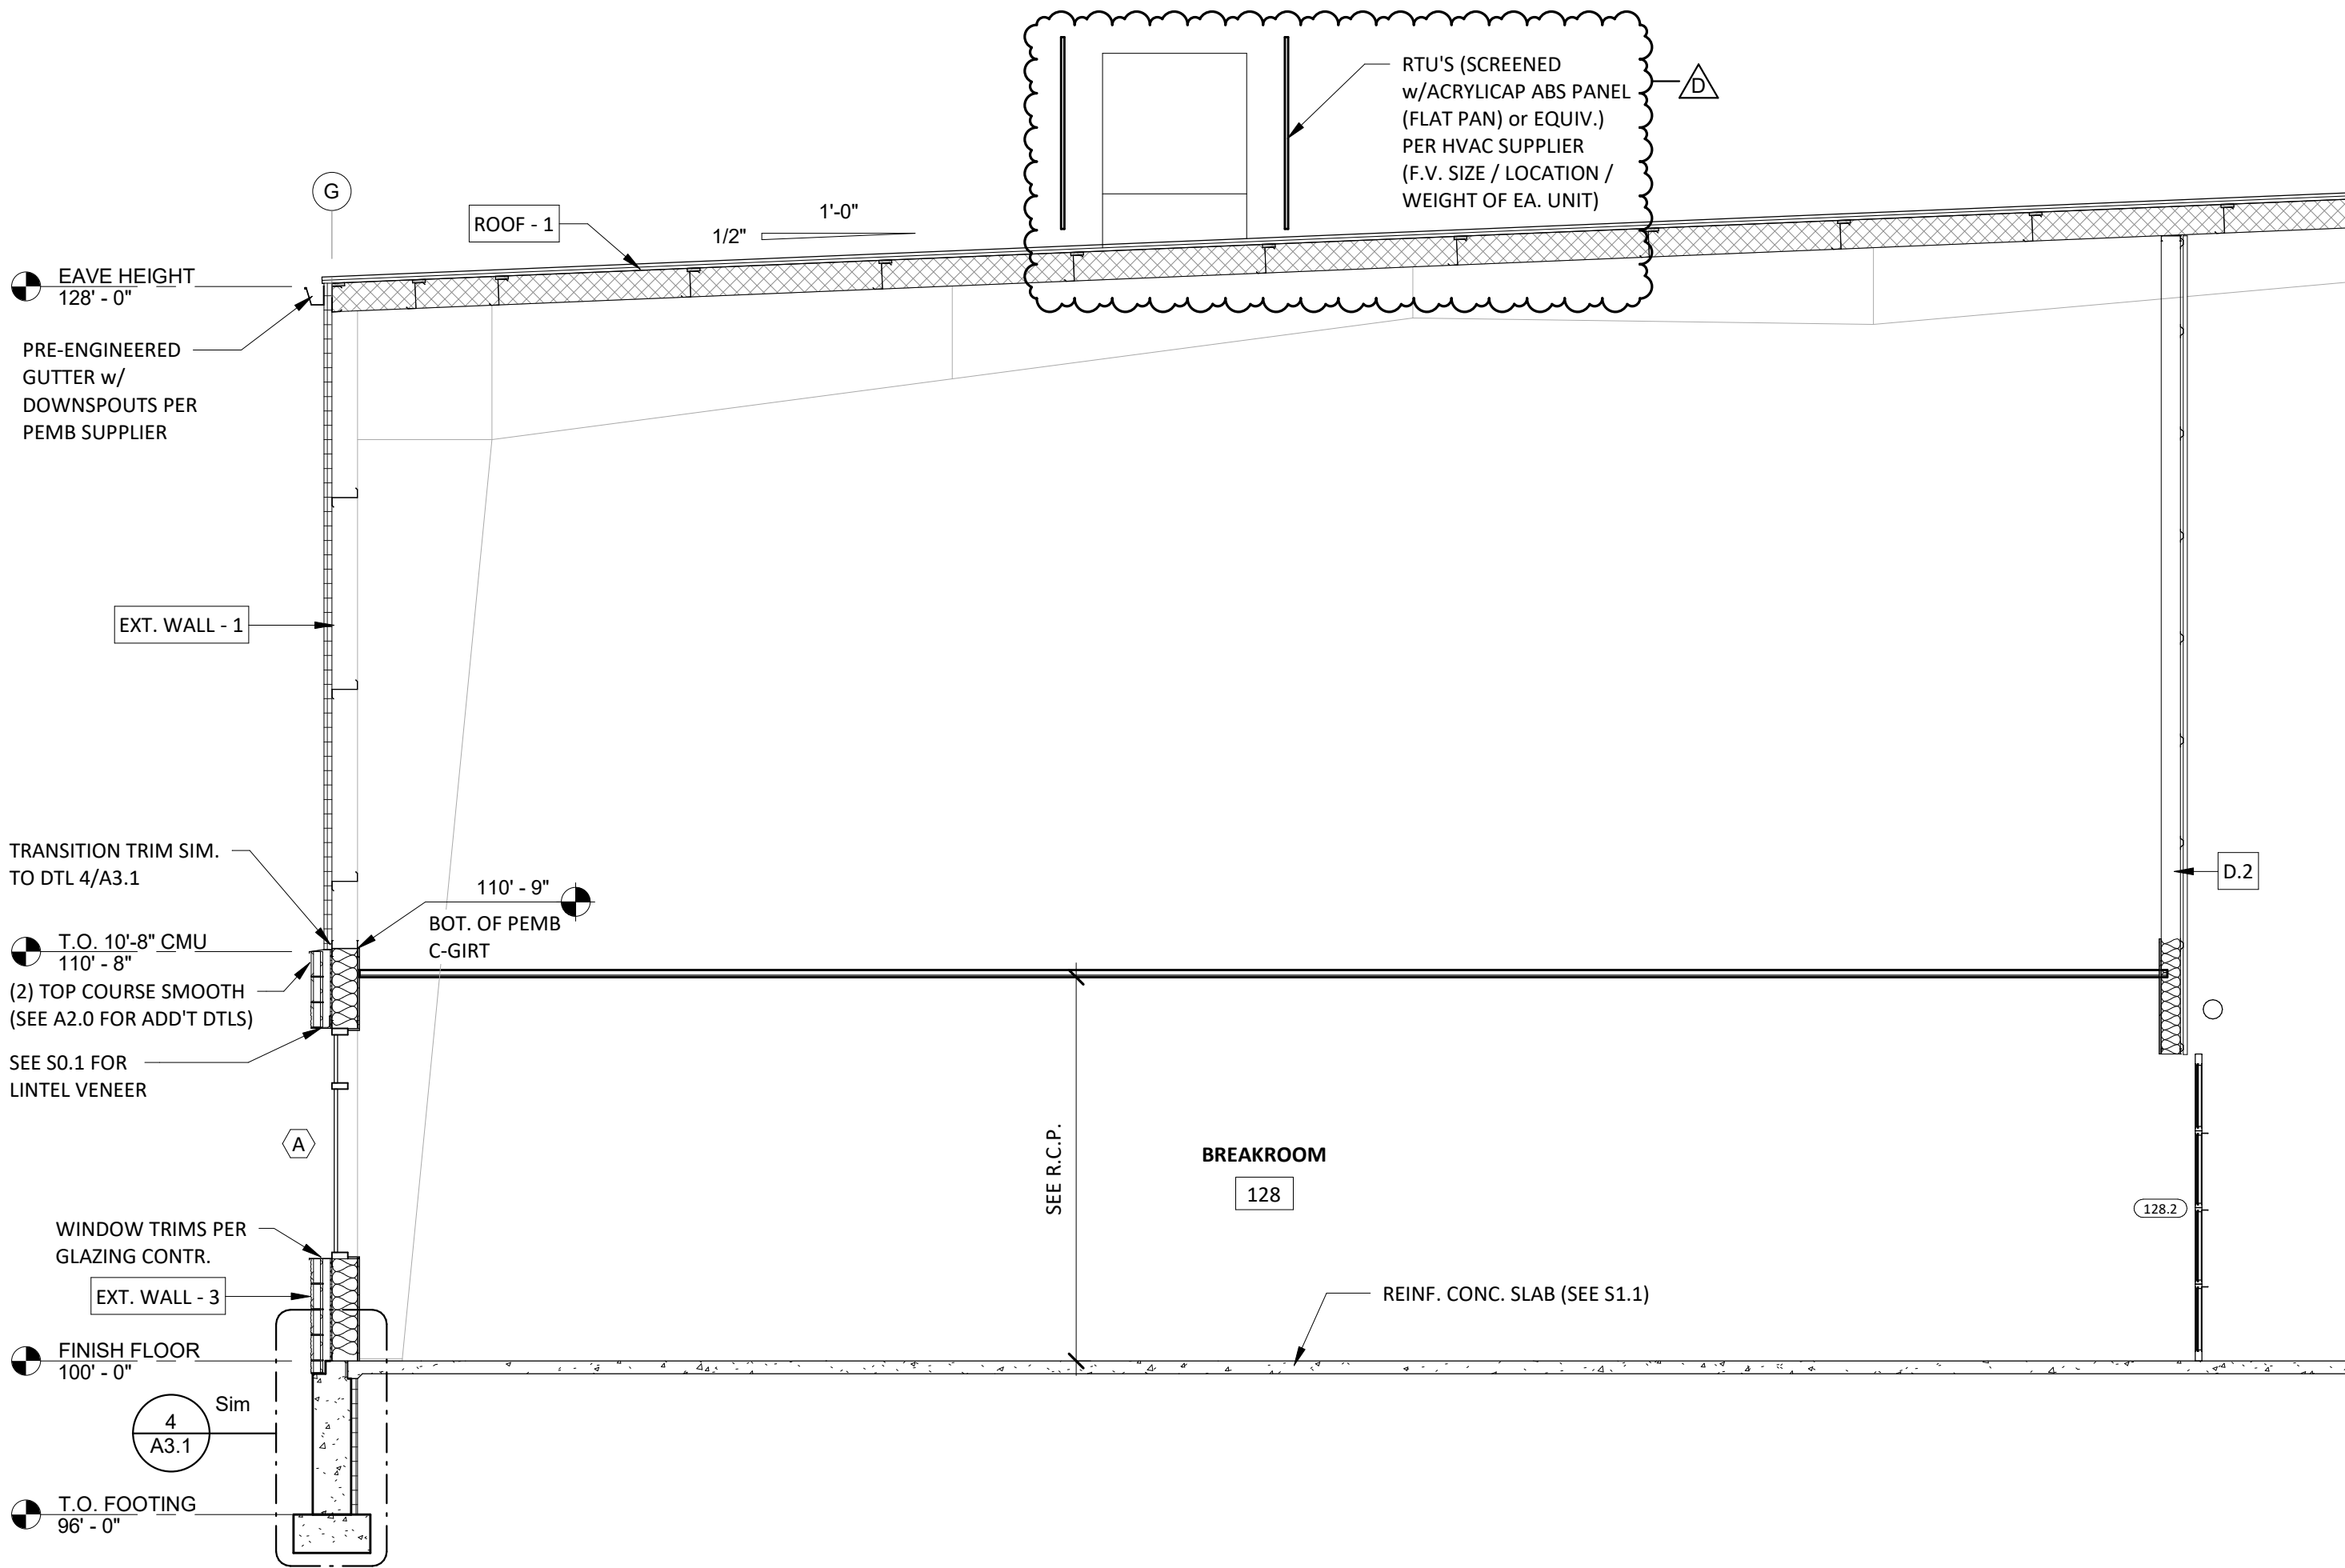 RTU'S (SCREENED
w/ACRYLICAP ABS PANEL
(FLAT PAN) or EQUIV.)
PER HVAC SUPPLIER
(F.V. SIZE / LOCATION /
WEIGHT OF EA. UNIT)
D
G
ROOF - 1
1'-0"
1/2"
EAVE HEIGHT
128' - 0"
PRE-ENGINEERED
GUTTER w/
DOWNSPOUTS PER
PEMB SUPPLIER
EXT. WALL - 1
TRANSITION TRIM SIM.
TO DTL 4/A3.1
110' - 9"
BOT. OF PEMB
C-GIRT
D.2
T.O. 10'-8" CMU
110' - 8"
(2) TOP COURSE SMOOTH
(SEE A2.0 FOR ADD'T DTLS)
SEE S0.1 FOR
LINTEL VENEER
A
SEE R.C.P.
BREAKROOM
128
128.2
WINDOW TRIMS PER
GLAZING CONTR.
EXT. WALL - 3
REINF. CONC. SLAB (SEE S1.1)
FINISH FLOOR
100' - 0"
Sim
4
A3.1
T.O. FOOTING
96' - 0"